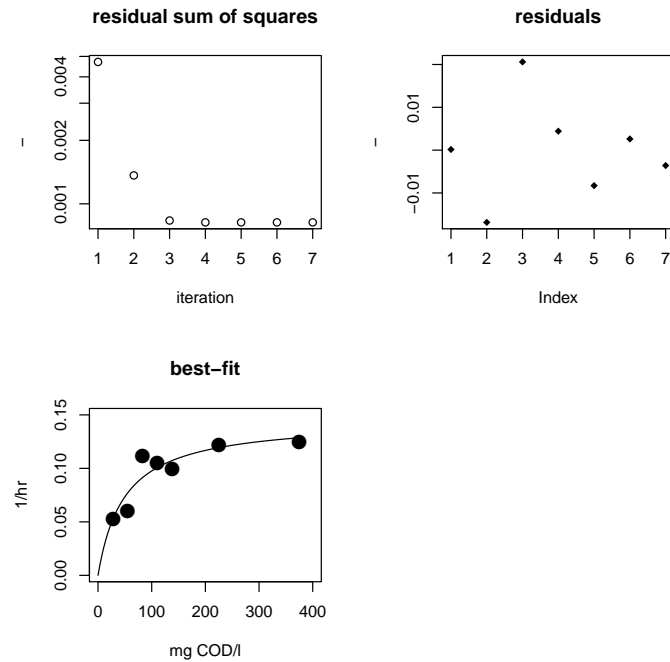 residual sum of squares
−
0.004
0.002
0.001
1 2 3 4 5 6 7
iteration
residuals
−
0.01
−0.01
1 2 3 4 5 6 7
Index
best−fit
1/hr
0.15
0.10
0.05
0.00
0 100 200 300 400
mg COD/l